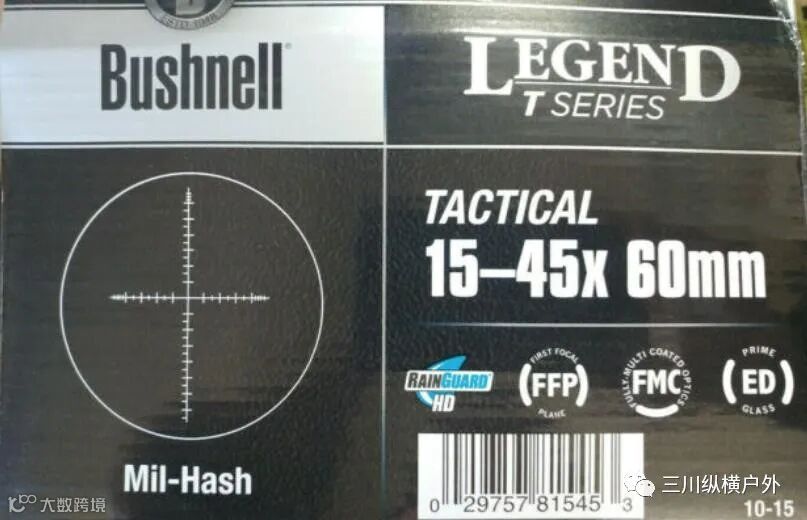 Bushnell®
LEGEND
T SERIES
TACTICAL
15–45x 60mm
RAINGUARD®
HD
FIRST FOCAL
FFP
PLANE
FULLY-MULTI COATED OPTICS
FMC
PRIME
ED
GLASS
Mil-Hash
0 29757 81545 3
10-15
三川纵横户外
大数跨境